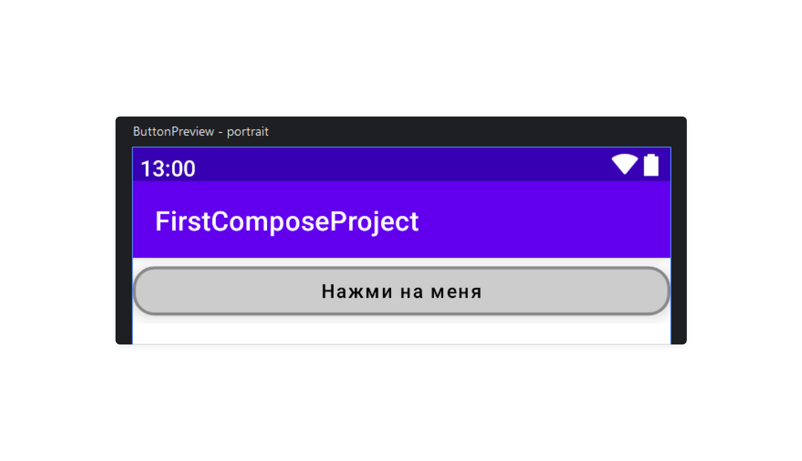 ButtonPreview - portrait
13:00
FirstComposeProject
Нажми на меня